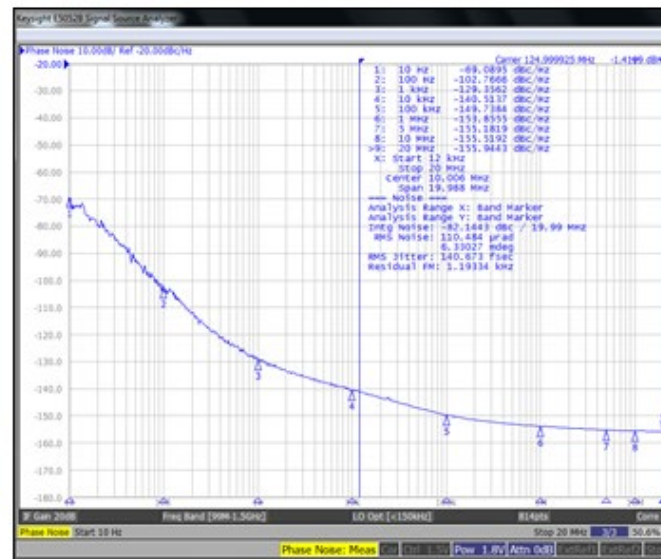 Keysight E5052B Signal Source Analyzer
Phase Noise 10.00dB/ Ref -20.00dBc/Hz
Carrier 124.999925 MHz
-20.00
-30.00
-40.00
-50.00
-60.00
-70.00
-80.00
-90.00
-100.0
-110.0
-120.0
-130.0
-140.0
-150.0
-160.0
-170.0
-180.0
1: 10 Hz -69.0895 dBc/Hz
2: 100 Hz -102.7666 dBc/Hz
3: 1 kHz -129.3562 dBc/Hz
4: 10 kHz -140.5137 dBc/Hz
5: 100 kHz -149.7384 dBc/Hz
6: 1 MHz -153.8555 dBc/Hz
7: 5 MHz -155.1819 dBc/Hz
8: 10 MHz -155.5192 dBc/Hz
>9: 20 MHz -155.9443 dBc/Hz
X: Start 12 kHz
Stop 20 MHz
Center 10.006 MHz
Span 19.988 MHz
=== Noise ===
Analysis Range X: Band Marker
Analysis Range Y: Band Marker
Intg Noise: -82.1443 dBc / 19.99 MHz
RMS Noise: 110.484 µrad
6.33027 mdeg
RMS Jitter: 140.673 fsec
Residual FM: 1.19334 kHz
2
3
4
5
6
7
8
IF Gain 20dB Freq Band [99M-1.5GHz] LO Opt [<150kHz] 814pts
Phase Noise Start 10 Hz Stop 20 MHz 3/3 50.6%
Phase Noise: Meas Pow 1.8V Attn 0dB